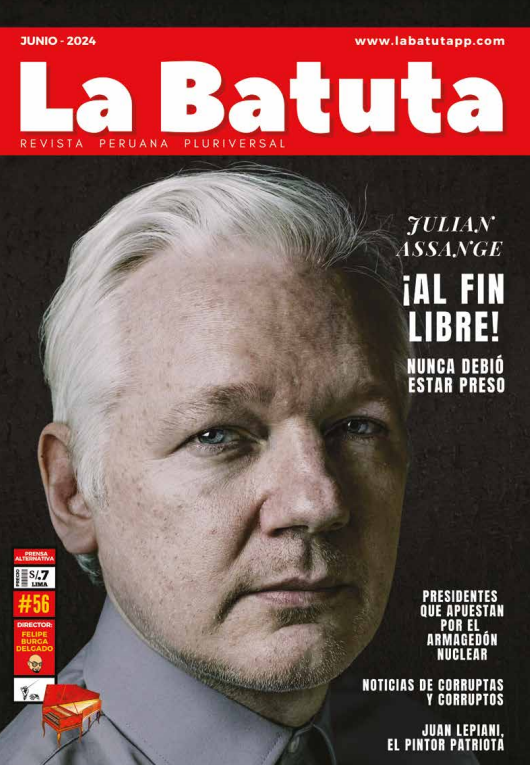 JUNIO - 2024
www.labatutapp.com
La Batuta
REVISTA PERUANA PLURIVERSAL
JULIAN
ASSANGE
¡AL FIN
LIBRE!
NUNCA DEBIÓ
ESTAR PRESO
PRENSA
ALTERNATIVA
PRECIO
S/.7
LIMA
#56
DIRECTOR:
FELIPE
BURGA
DELGADO
PRESIDENTES
QUE APUESTAN
POR EL
ARMAGEDÓN
NUCLEAR
NOTICIAS DE CORRUPTAS
Y CORRUPTOS
JUAN LEPIANI,
EL PINTOR PATRIOTA